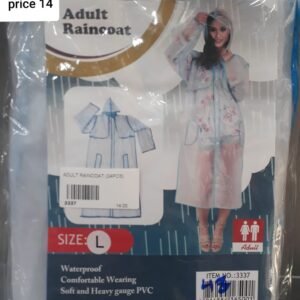 price 14
Adult
Raincoat
ADULT RAINCOAT (24PCS)
3337
SIZE: L
Adult
Waterproof
Comfortable Wearing
Soft and Heavy gauge PVC
ITEM NO.:3337